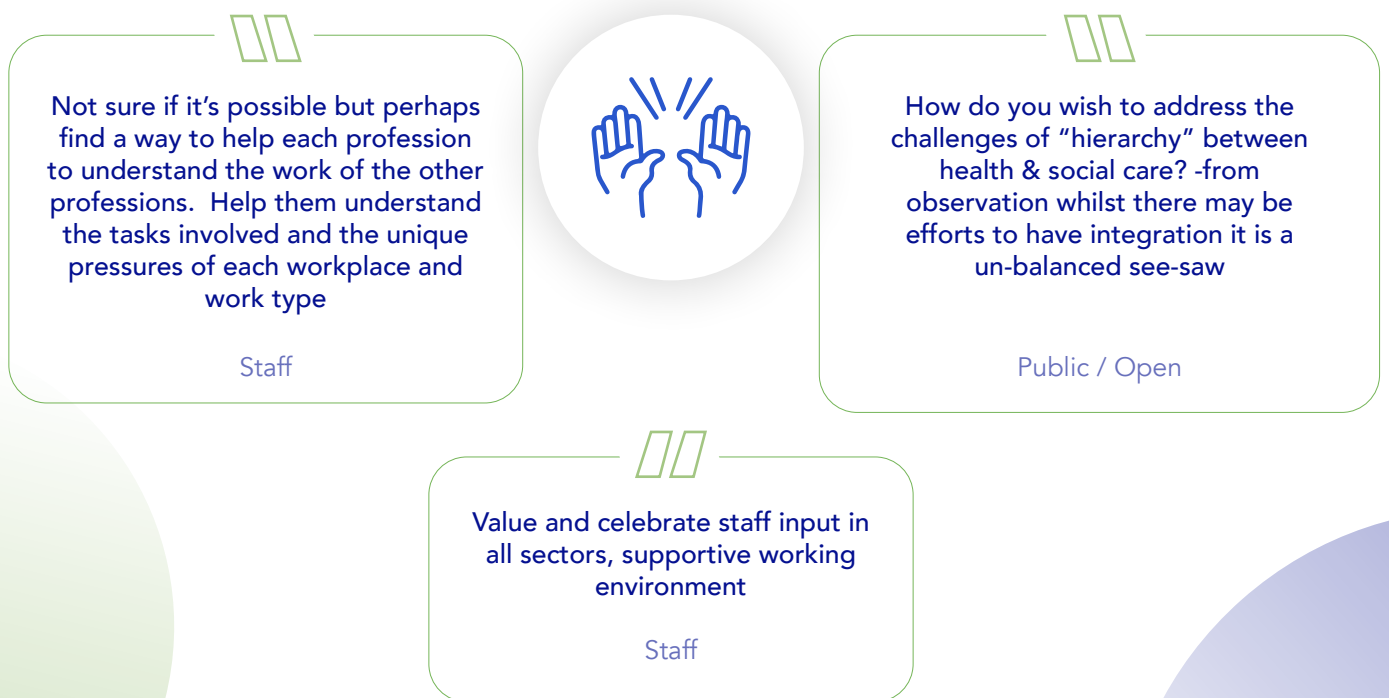 Not sure if it’s possible but perhaps
find a way to help each profession
to understand the work of the other
professions.  Help them understand
the tasks involved and the unique
pressures of each workplace and
work type
Staff
How do you wish to address the
challenges of “hierarchy” between
health & social care? -from
observation whilst there may be
efforts to have integration it is a
un-balanced see-saw
Public / Open
Value and celebrate staff input in
all sectors, supportive working
environment
Staff